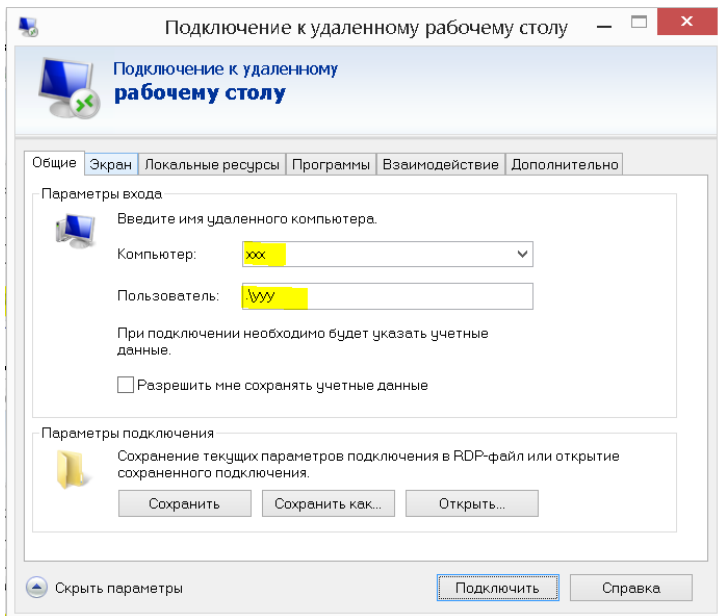 Подключение к удаленному рабочему столу
Подключение к удаленному
рабочему столу
Общие Экран Локальные ресурсы Программы Взаимодействие Дополнительно
Параметры входа
Введите имя удаленного компьютера.
Компьютер: xxx
Пользователь: .\yyy
При подключении необходимо будет указать учетные
данные.
Разрешить мне сохранять учетные данные
Параметры подключения
Сохранение текущих параметров подключения в RDP-файл или открытие
сохраненного подключения.
Сохранить Сохранить как... Открыть...
Скрыть параметры Подключить Справка